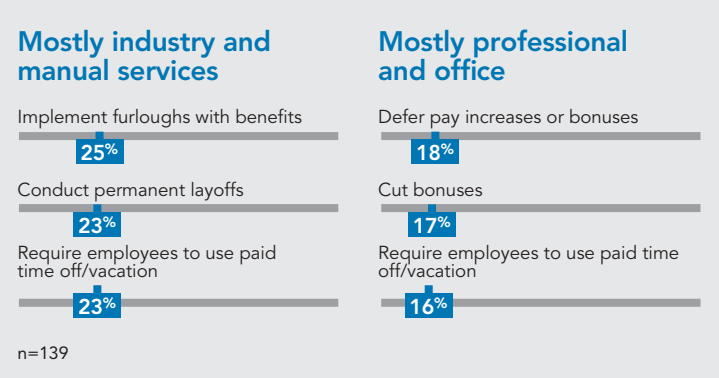 Mostly industry and
manual services
Implement furloughs with benefits
25%
Conduct permanent layoffs
23%
Require employees to use paid
time off/vacation
23%
n=139
Mostly professional
and office
Defer pay increases or bonuses
18%
Cut bonuses
17%
Require employees to use paid time
off/vacation
16%